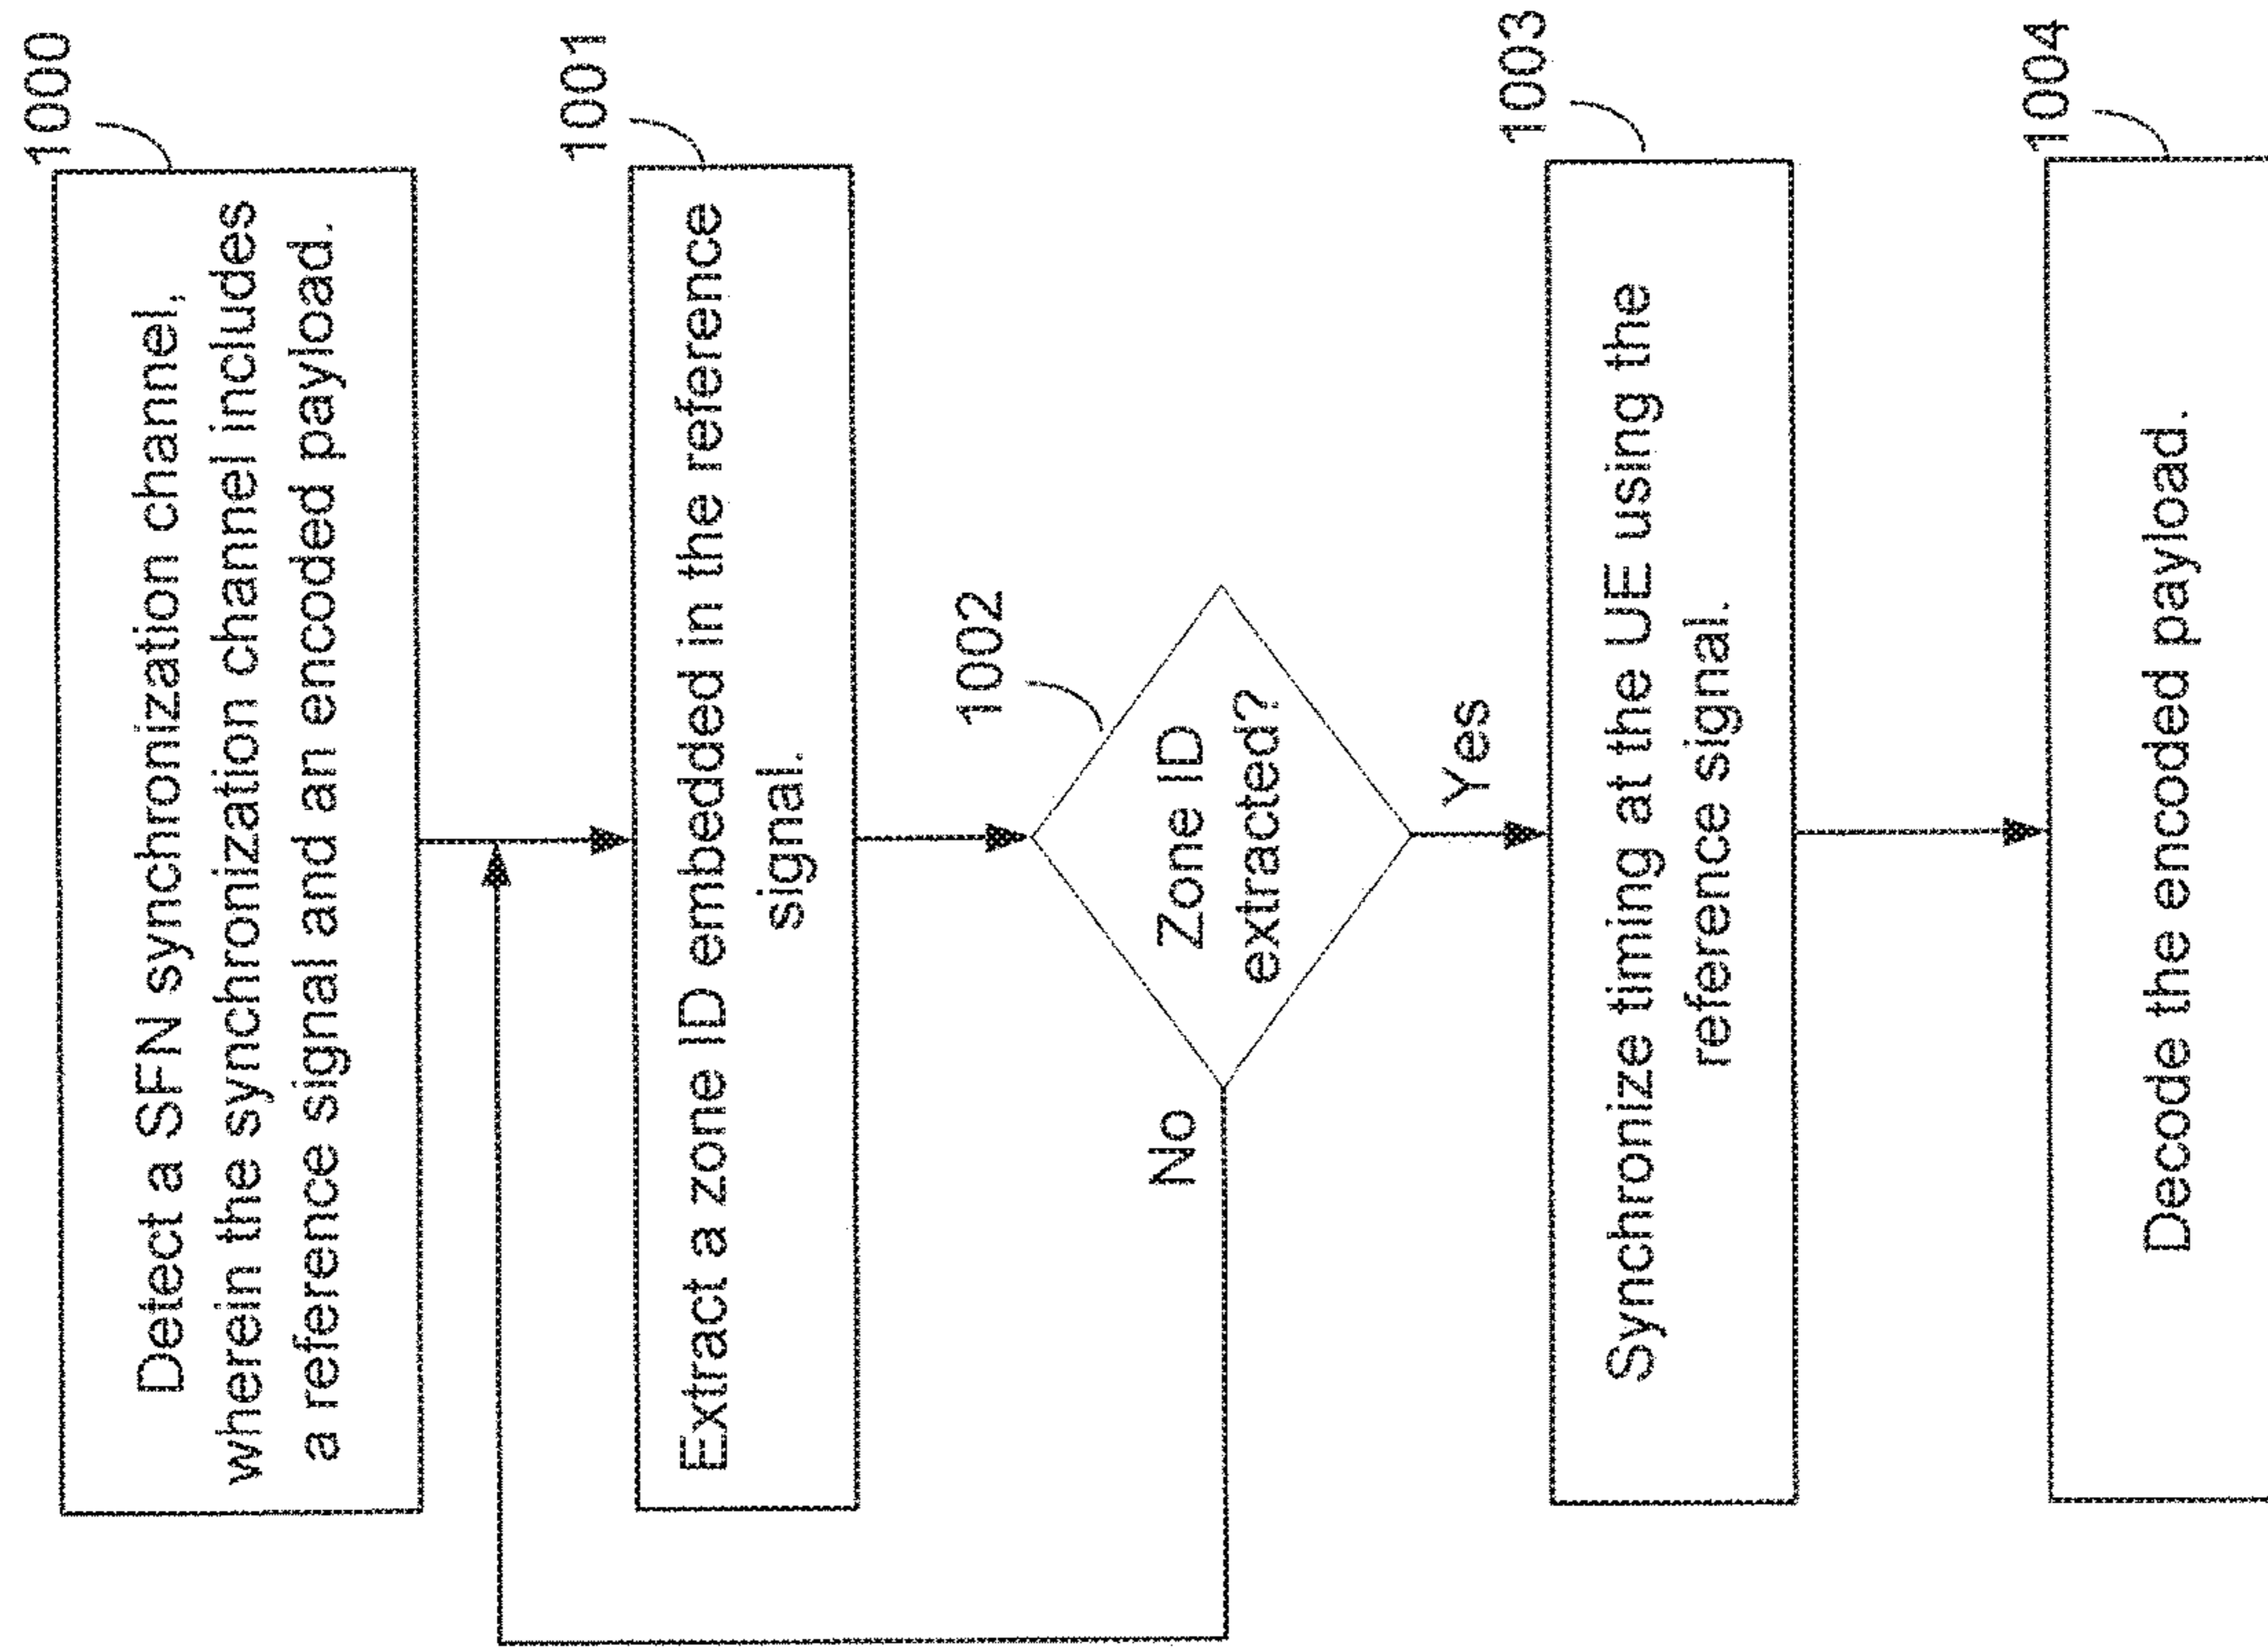 1000
Detect a SFN synchronization channel,
wherein the synchronization channel includes
a reference signal and an encoded payload.
1001
Extract a zone ID embedded in the reference
signal.
1002
Zone ID
extracted?
No
Yes
1003
Synchronize timing at the UE using the
reference signal.
1004
Decode the encoded payload.